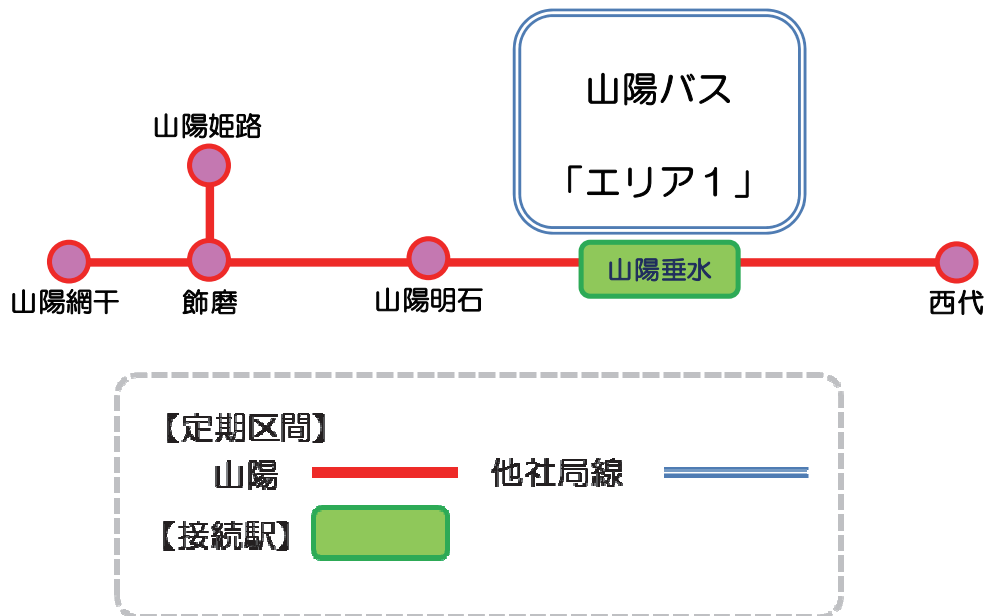 山陽バス
「エリア１」
山陽姫路
山陽網干
飾磨
山陽明石
山陽垂水
西代
【定期区間】
山陽
他社局線
【接続駅】